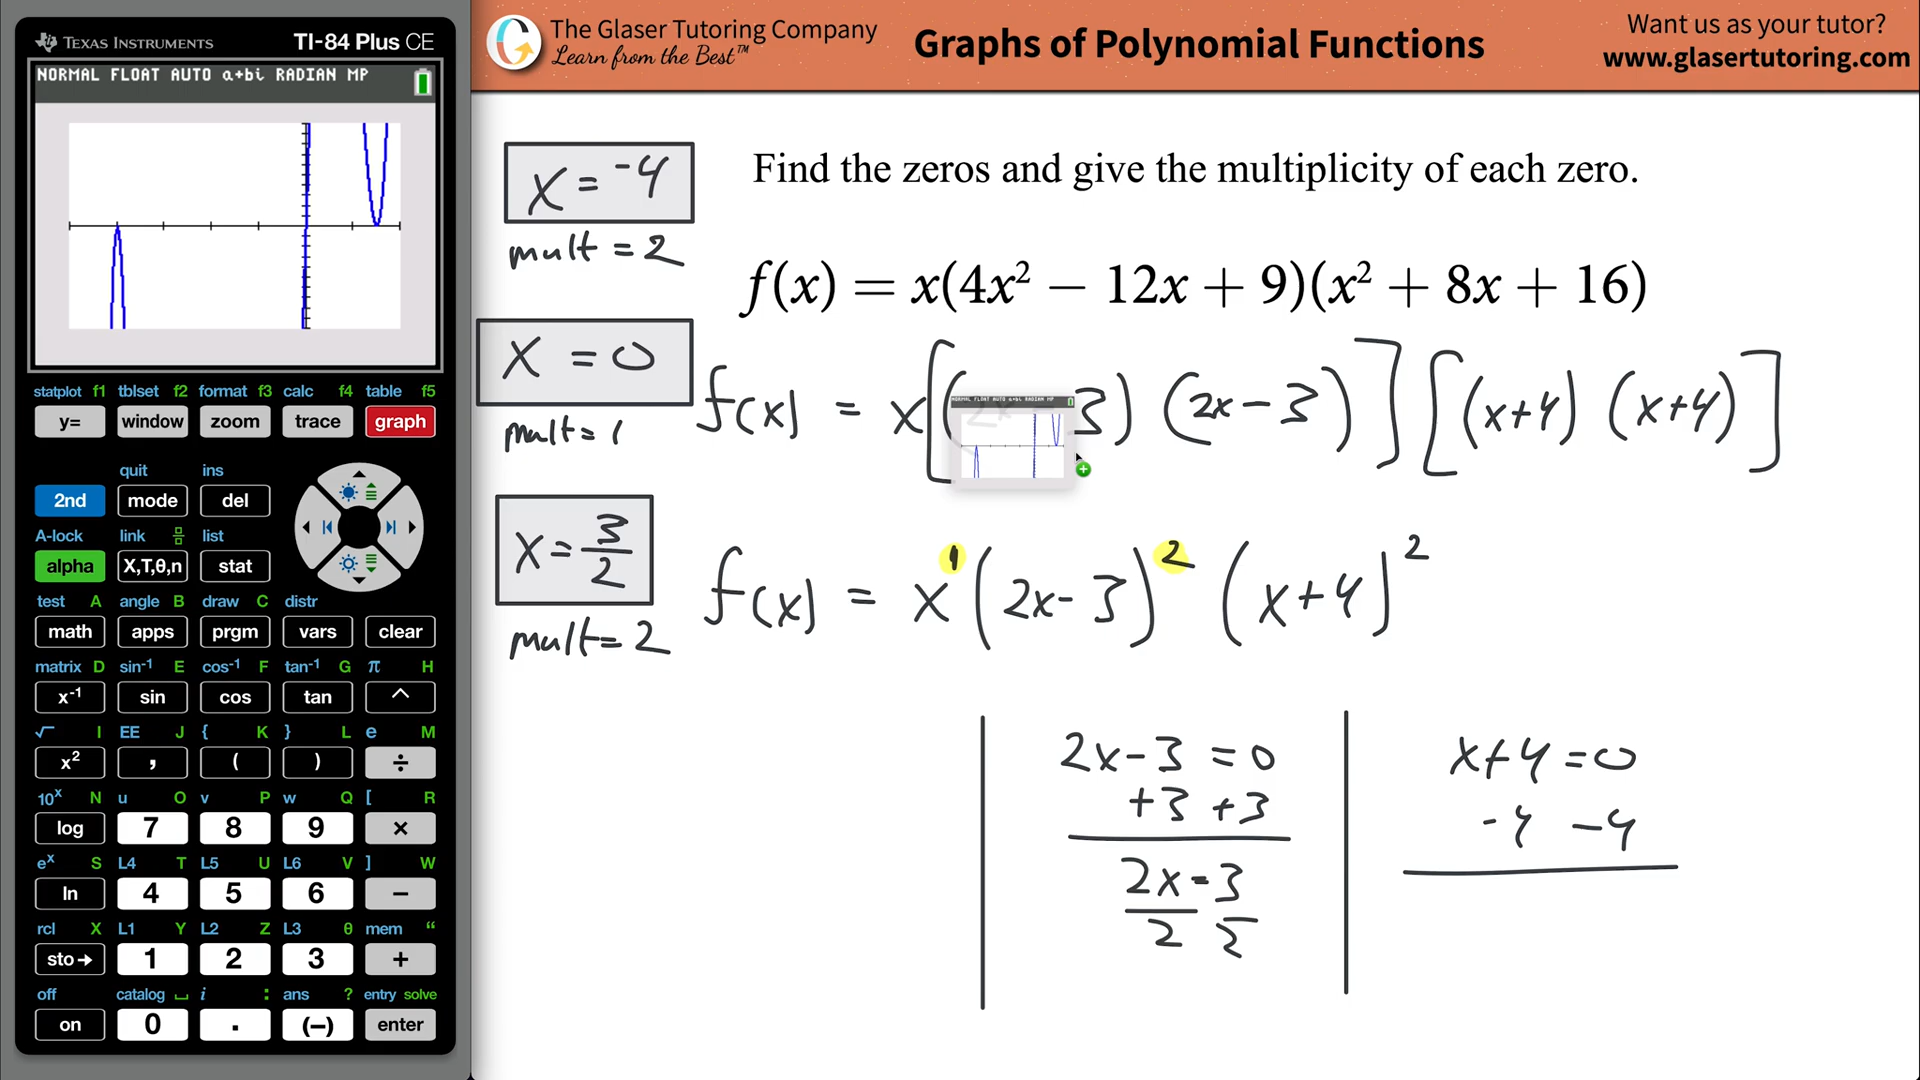 TEXAS INSTRUMENTS TI-84 Plus CE
NORMAL FLOAT AUTO a+bi RADIAN MP
statplot f1 tblset f2 format f3 calc f4 table f5
y= window zoom trace graph
quit ins
2nd mode del
A-lock link list
alpha X,T,θ,n stat
test A angle B draw C distr
math apps prgm vars clear
matrix D sin⁻¹ E cos⁻¹ F tan⁻¹ G π H
x⁻¹ sin cos tan ^
√ I EE J { K } L e M
x² , ( ) ÷
10ˣ N u O v P w Q [ R
log 7 8 9 ×
eˣ S L4 T L5 U L6 V ] W
ln 4 5 6 −
rcl X L1 Y L2 Z L3 θ mem “
sto→ 1 2 3 +
off catalog ⎵ i : ans ? entry solve
on 0 . (−) enter
The Glaser Tutoring Company
Learn from the Best™
Graphs of Polynomial Functions
Want us as your tutor?
www.glasertutoring.com
x = -4
mult = 2
x = 0
mult = 1
x = 3/2
mult = 2
Find the zeros and give the multiplicity of each zero.
f(x) = x(4x² − 12x + 9)(x² + 8x + 16)
f(x) = x[(2x-3)(2x-3)][(x+4)(x+4)]
f(x) = x¹(2x-3)²(x+4)²
2x-3 = 0
+3 +3
2x = 3
2 2
x+4 = 0
-4 -4